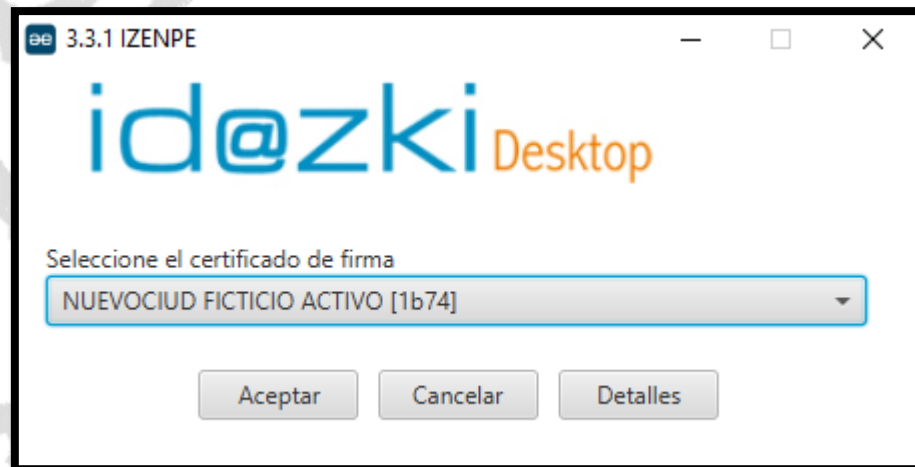 3.3.1 IZENPE
id@zki Desktop
Seleccione el certificado de firma
NUEVOCIUD FICTICIO ACTIVO [1b74]
Aceptar Cancelar Detalles